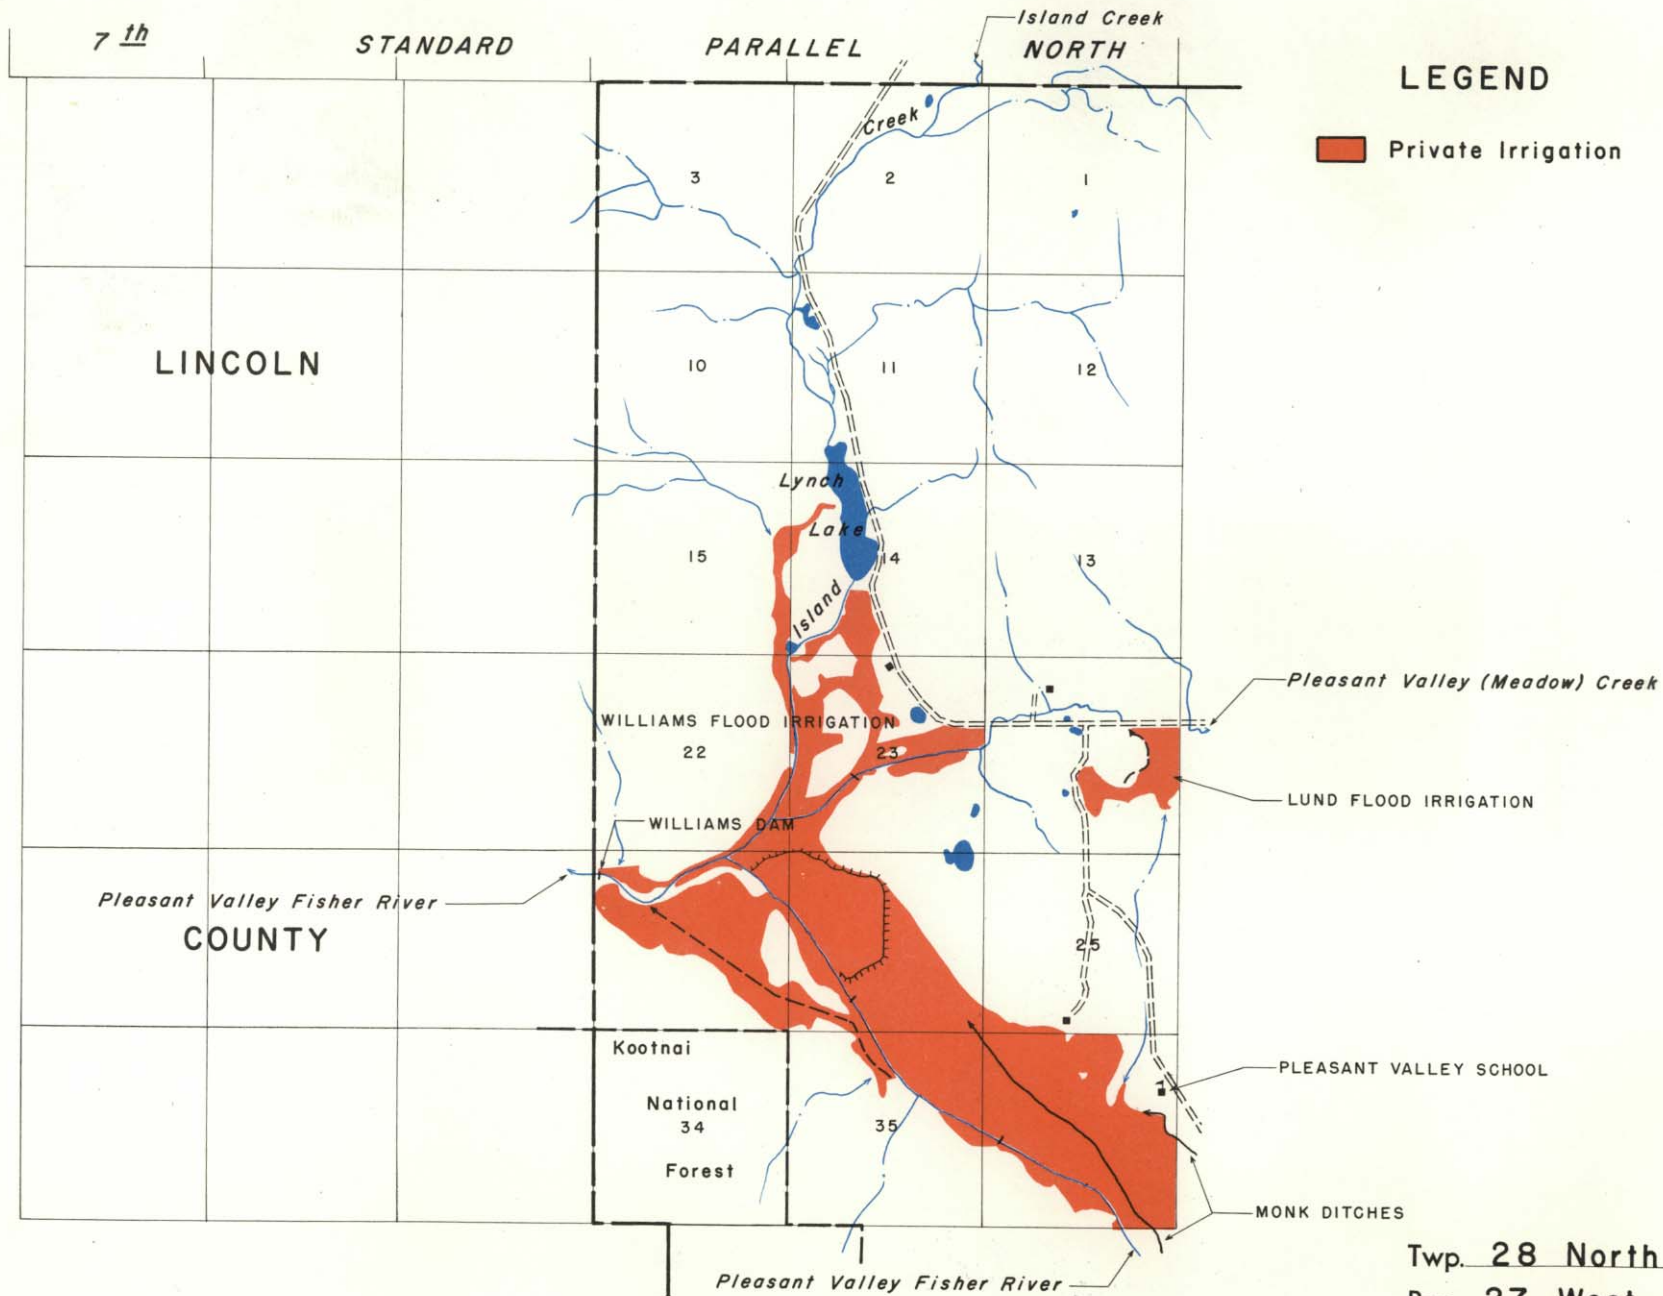 Island Creek
7 th STANDARD PARALLEL NORTH
LEGEND
Private Irrigation
Creek
3
2
1
LINCOLN
10
11
12
Lynch
Lake
15
14
13
Island
Pleasant Valley (Meadow) Creek
WILLIAMS FLOOD IRRIGATION
22
23
LUND FLOOD IRRIGATION
WILLIAMS DAM
Pleasant Valley Fisher River
COUNTY
25
Kootnai
National
34
Forest
35
PLEASANT VALLEY SCHOOL
MONK DITCHES
Pleasant Valley Fisher River
Twp. 28 North
27 West